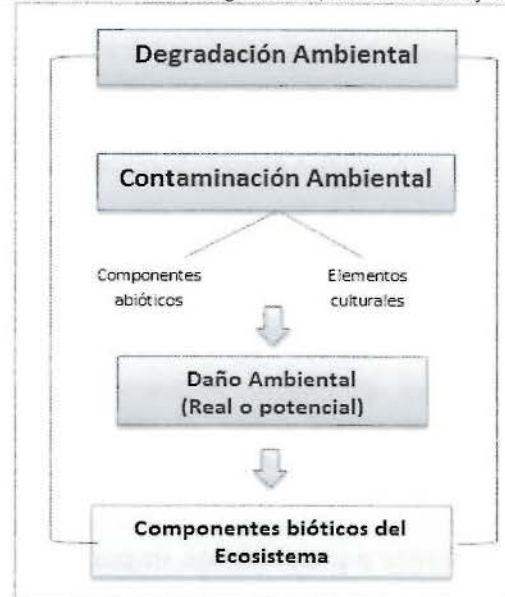 Degradación Ambiental
Contaminación Ambiental
Componentes
abióticos
Elementos
culturales
Daño Ambiental
(Real o potencial)
Componentes bióticos del
Ecosistema